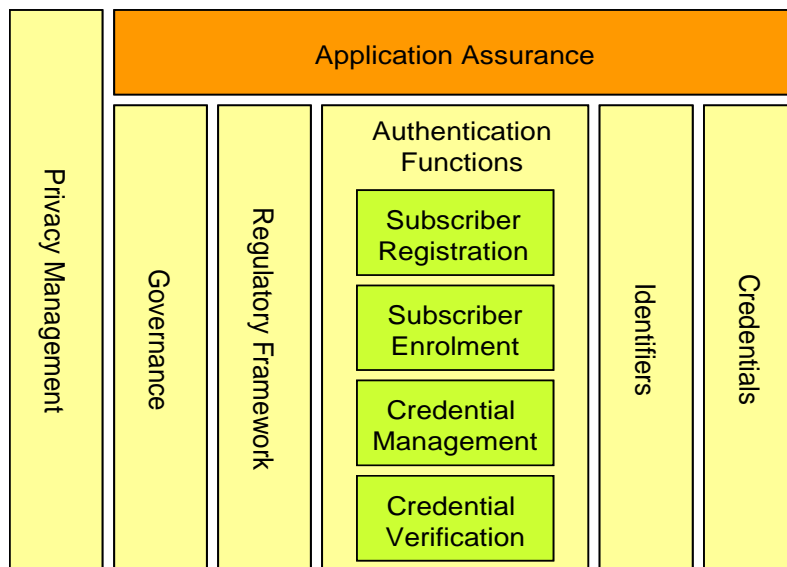 Application Assurance
Privacy Management
Governance
Regulatory Framework
Authentication
Functions
Subscriber
Registration
Subscriber
Enrolment
Credential
Management
Credential
Verification
Identifiers
Credentials